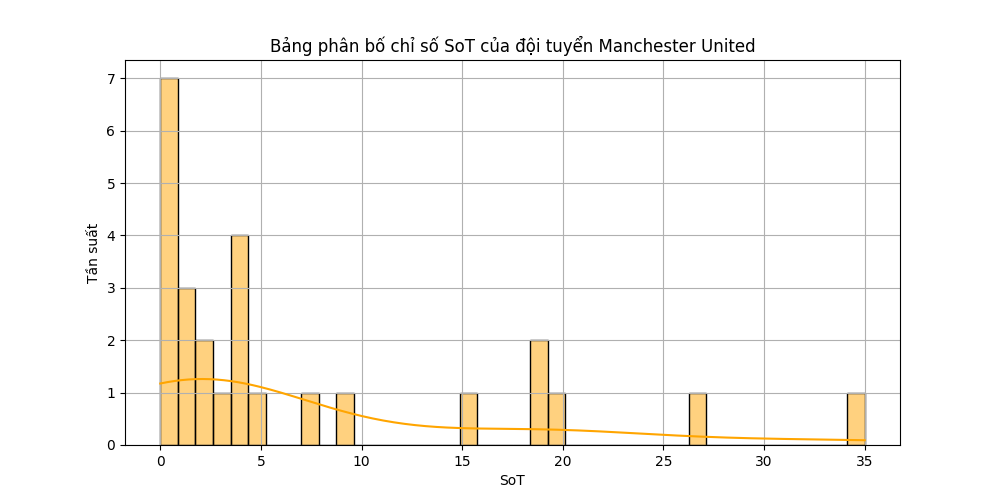 Bảng phân bố chỉ số SoT của đội tuyển Manchester United
Tần suất
7
6
5
4
3
2
1
0
0 5 10 15 20 25 30 35
SoT